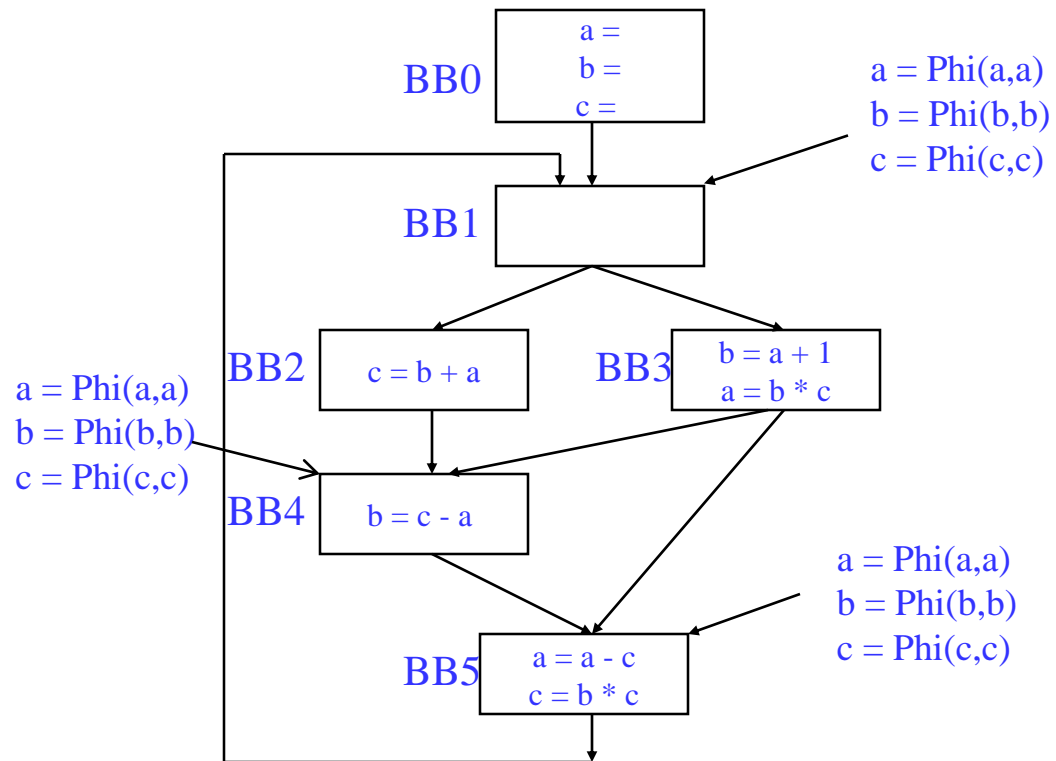 a =
b =
c =
BB0
a = Phi(a,a)
b = Phi(b,b)
c = Phi(c,c)
BB1
BB2
c = b + a
BB3
b = a + 1
a = b * c
a = Phi(a,a)
b = Phi(b,b)
c = Phi(c,c)
BB4
b = c - a
a = Phi(a,a)
b = Phi(b,b)
c = Phi(c,c)
BB5
a = a - c
c = b * c